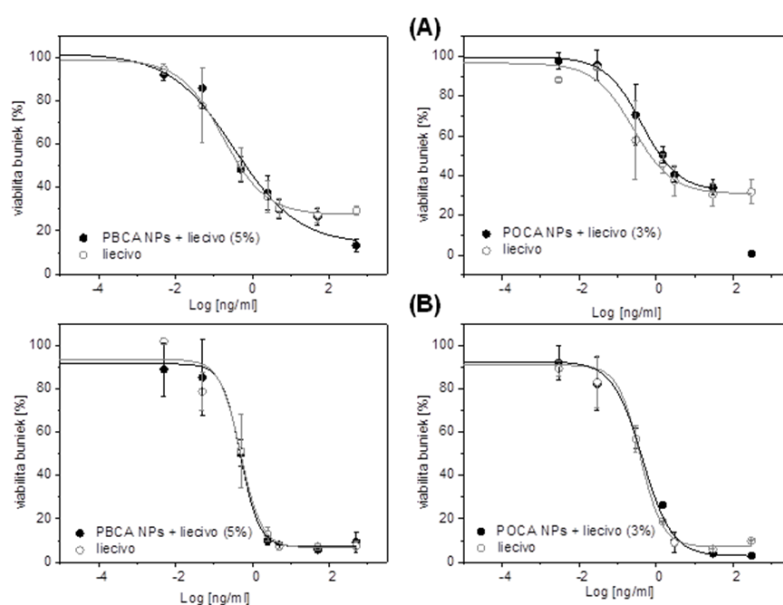 (A)
viabilita buniek [%]
100
80
60
40
20
0
PBCA NPs + liecivo (5%)
liecivo
-4 -2 0 2
Log [ng/ml]
viabilita buniek [%]
100
80
60
40
20
0
POCA NPs + liecivo (3%)
liecivo
-4 -2 0 2
Log [ng/ml]
(B)
viabilita buniek [%]
100
80
60
40
20
0
PBCA NPs + liecivo (5%)
liecivo
-4 -2 0 2
Log [ng/ml]
viabilita buniek [%]
100
80
60
40
20
0
POCA NPs + liecivo (3%)
liecivo
-4 -2 0 2
Log [ng/ml]